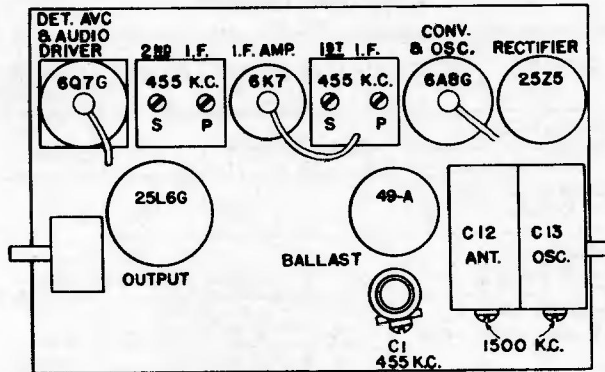 DET. AVC
& AUDIO
DRIVER
2ND I.F.
I.F. AMP.
1ST I.F.
CONV.
& OSC.
RECTIFIER
6Q7G
455 K.C.
S P
6K7
455 K.C.
S P
6A8G
25Z5
25L6G
OUTPUT
49-A
BALLAST
C12
ANT.
C13
OSC.
C1
455 K.C.
1500 K.C.